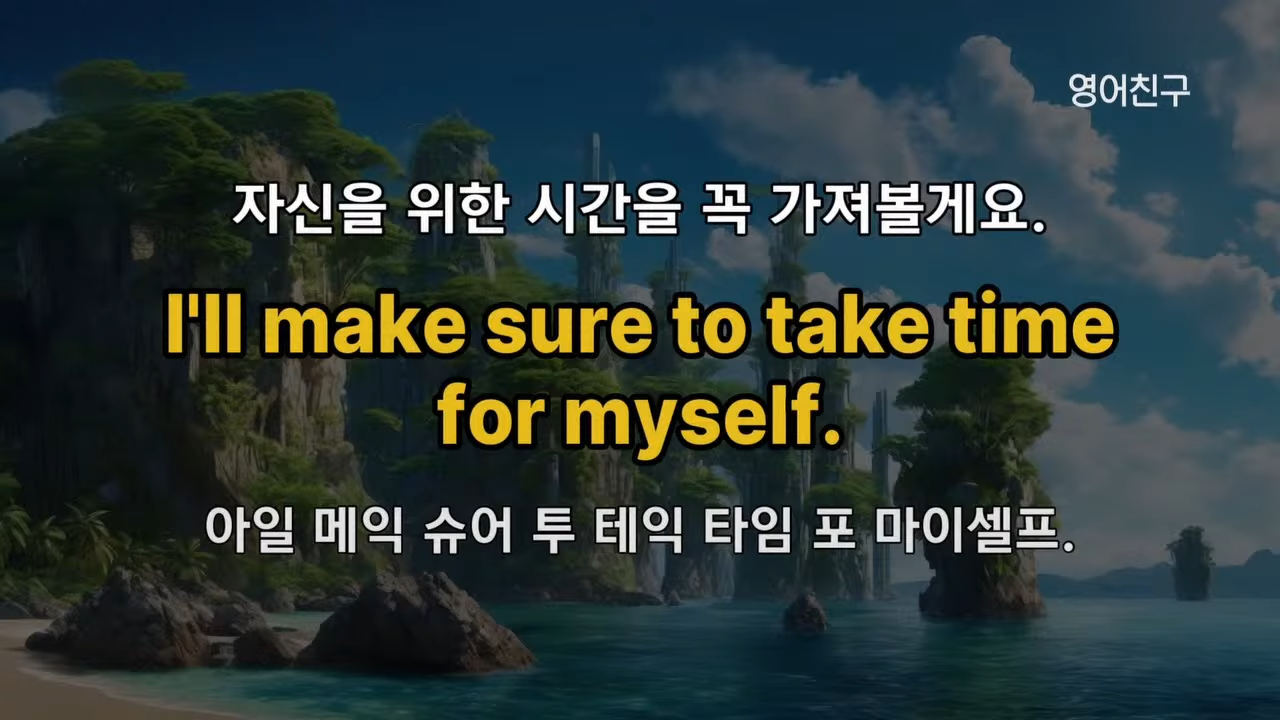 영어친구
자신을 위한 시간을 꼭 가져볼게요.
I'll make sure to take time
for myself.
아일 메익 슈어 투 테익 타임 포 마이셀프.